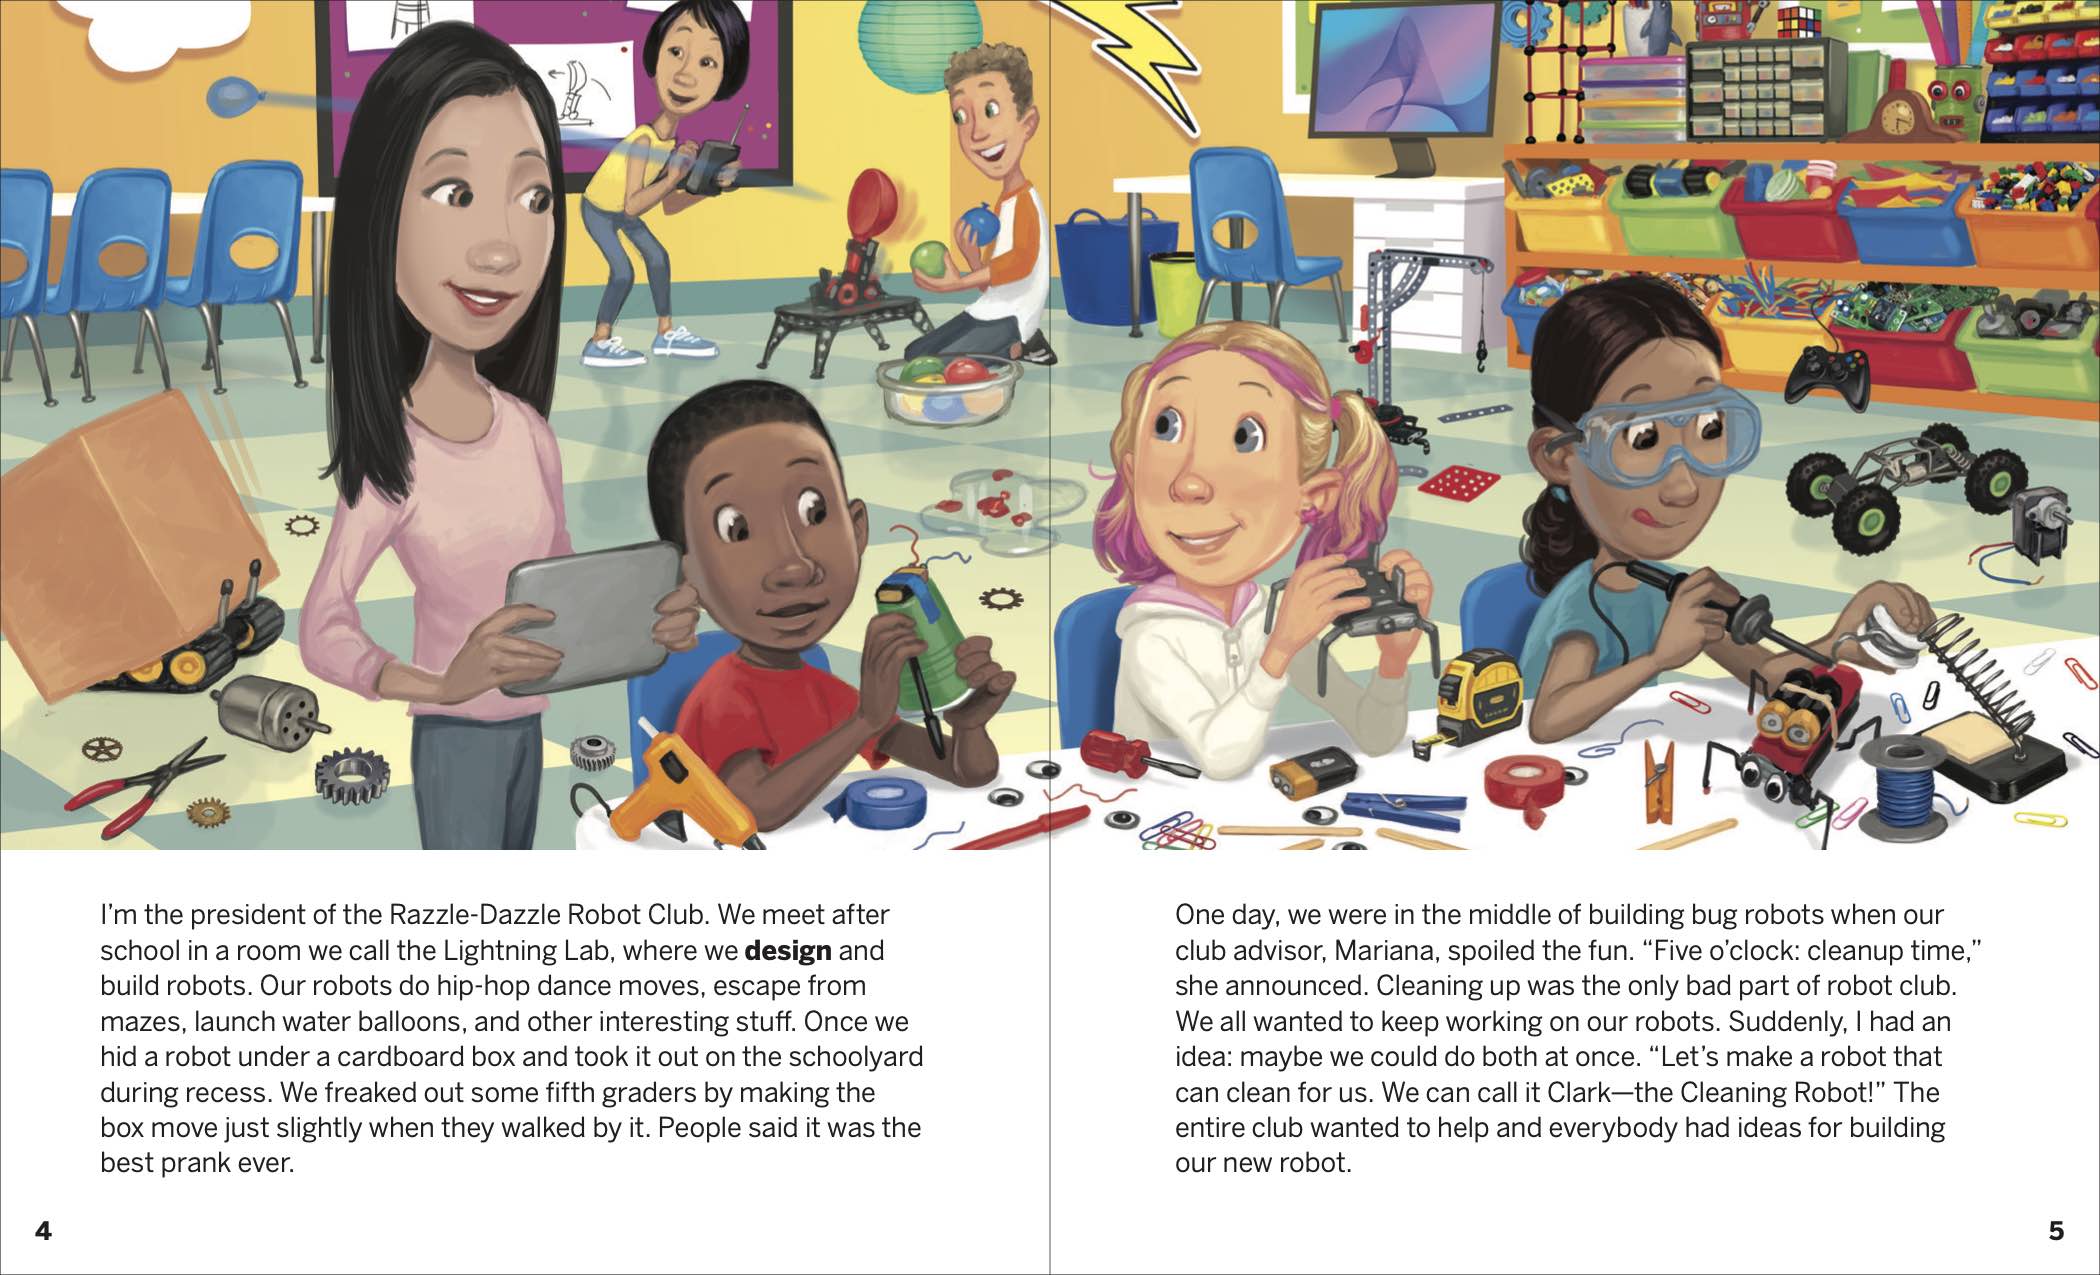 I’m the president of the Razzle-Dazzle Robot Club. We meet after
school in a room we call the Lightning Lab, where we design and
build robots. Our robots do hip-hop dance moves, escape from
mazes, launch water balloons, and other interesting stuff. Once we
hid a robot under a cardboard box and took it out on the schoolyard
during recess. We freaked out some fifth graders by making the
box move just slightly when they walked by it. People said it was the
best prank ever.
4
One day, we were in the middle of building bug robots when our
club advisor, Mariana, spoiled the fun. “Five o’clock: cleanup time,”
she announced. Cleaning up was the only bad part of robot club.
We all wanted to keep working on our robots. Suddenly, I had an
idea: maybe we could do both at once. “Let’s make a robot that
can clean for us. We can call it Clark—the Cleaning Robot!” The
entire club wanted to help and everybody had ideas for building
our new robot.
5